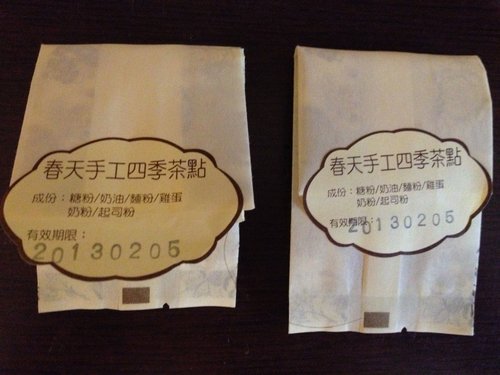 春天手工四季茶點
成份：糖粉/奶油/麵粉/雞蛋
奶粉/起司粉
有效期限：
20130205
春天手工四季茶點
成份：糖粉/奶油/麵粉/雞蛋
奶粉/起司粉
有效期限：
20130205